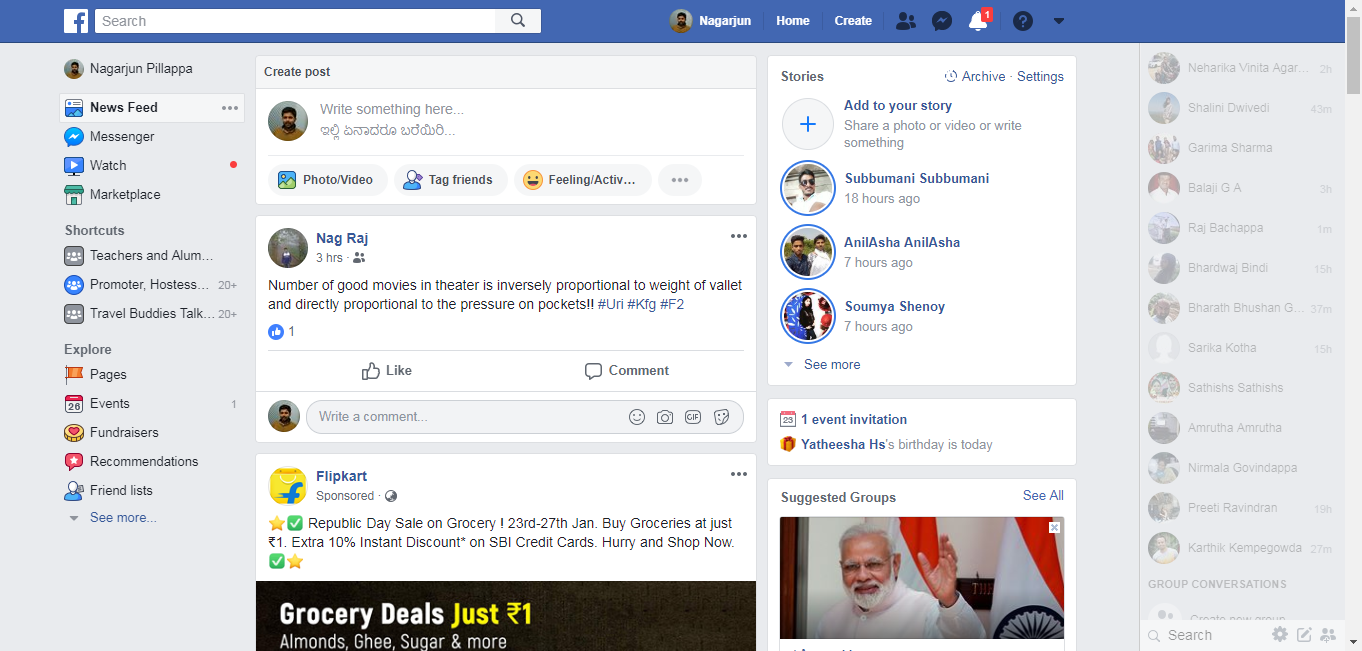 Search
Nagarjun
Home
Create
1
Nagarjun Pillappa
News Feed
Messenger
Watch
Marketplace
Shortcuts
Teachers and Alum...
Promoter, Hostess... 20+
Travel Buddies Talk... 20+
Explore
Pages
26 Events 1
Fundraisers
Recommendations
Friend lists
See more...
Create post
Write something here...
ಇಲ್ಲಿ ಏನಾದರೂ ಬರೆಯಿರಿ...
Photo/Video
Tag friends
Feeling/Activ...
Nag Raj
3 hrs ·
Number of good movies in theater is inversely proportional to weight of vallet
and directly proportional to the pressure on pockets!! #Uri #Kfg #F2
1
Like
Comment
Write a comment...
GIF
Flipkart
Sponsored ·
Republic Day Sale on Grocery ! 23rd-27th Jan. Buy Groceries at just
₹1. Extra 10% Instant Discount* on SBI Credit Cards. Hurry and Shop Now.
Grocery Deals Just ₹1
Almonds, Ghee, Sugar & more
Stories
Archive · Settings
Add to your story
Share a photo or video or write
something
Subbumani Subbumani
18 hours ago
AnilAsha AnilAsha
7 hours ago
Soumya Shenoy
7 hours ago
See more
23 1 event invitation
Yatheesha Hs's birthday is today
Suggested Groups
See All
Neharika Vinita Agar... 2h
Shalini Dwivedi 43m
Garima Sharma
Balaji G A 3h
Raj Bachappa 1m
Bhardwaj Bindi 15h
Bharath Bhushan G... 37m
Sarika Kotha 15h
Sathishs Sathishs
Amrutha Amrutha
Nirmala Govindappa
Preeti Ravindran 19h
Karthik Kempegowda 27m
GROUP CONVERSATIONS
Create new group
Search